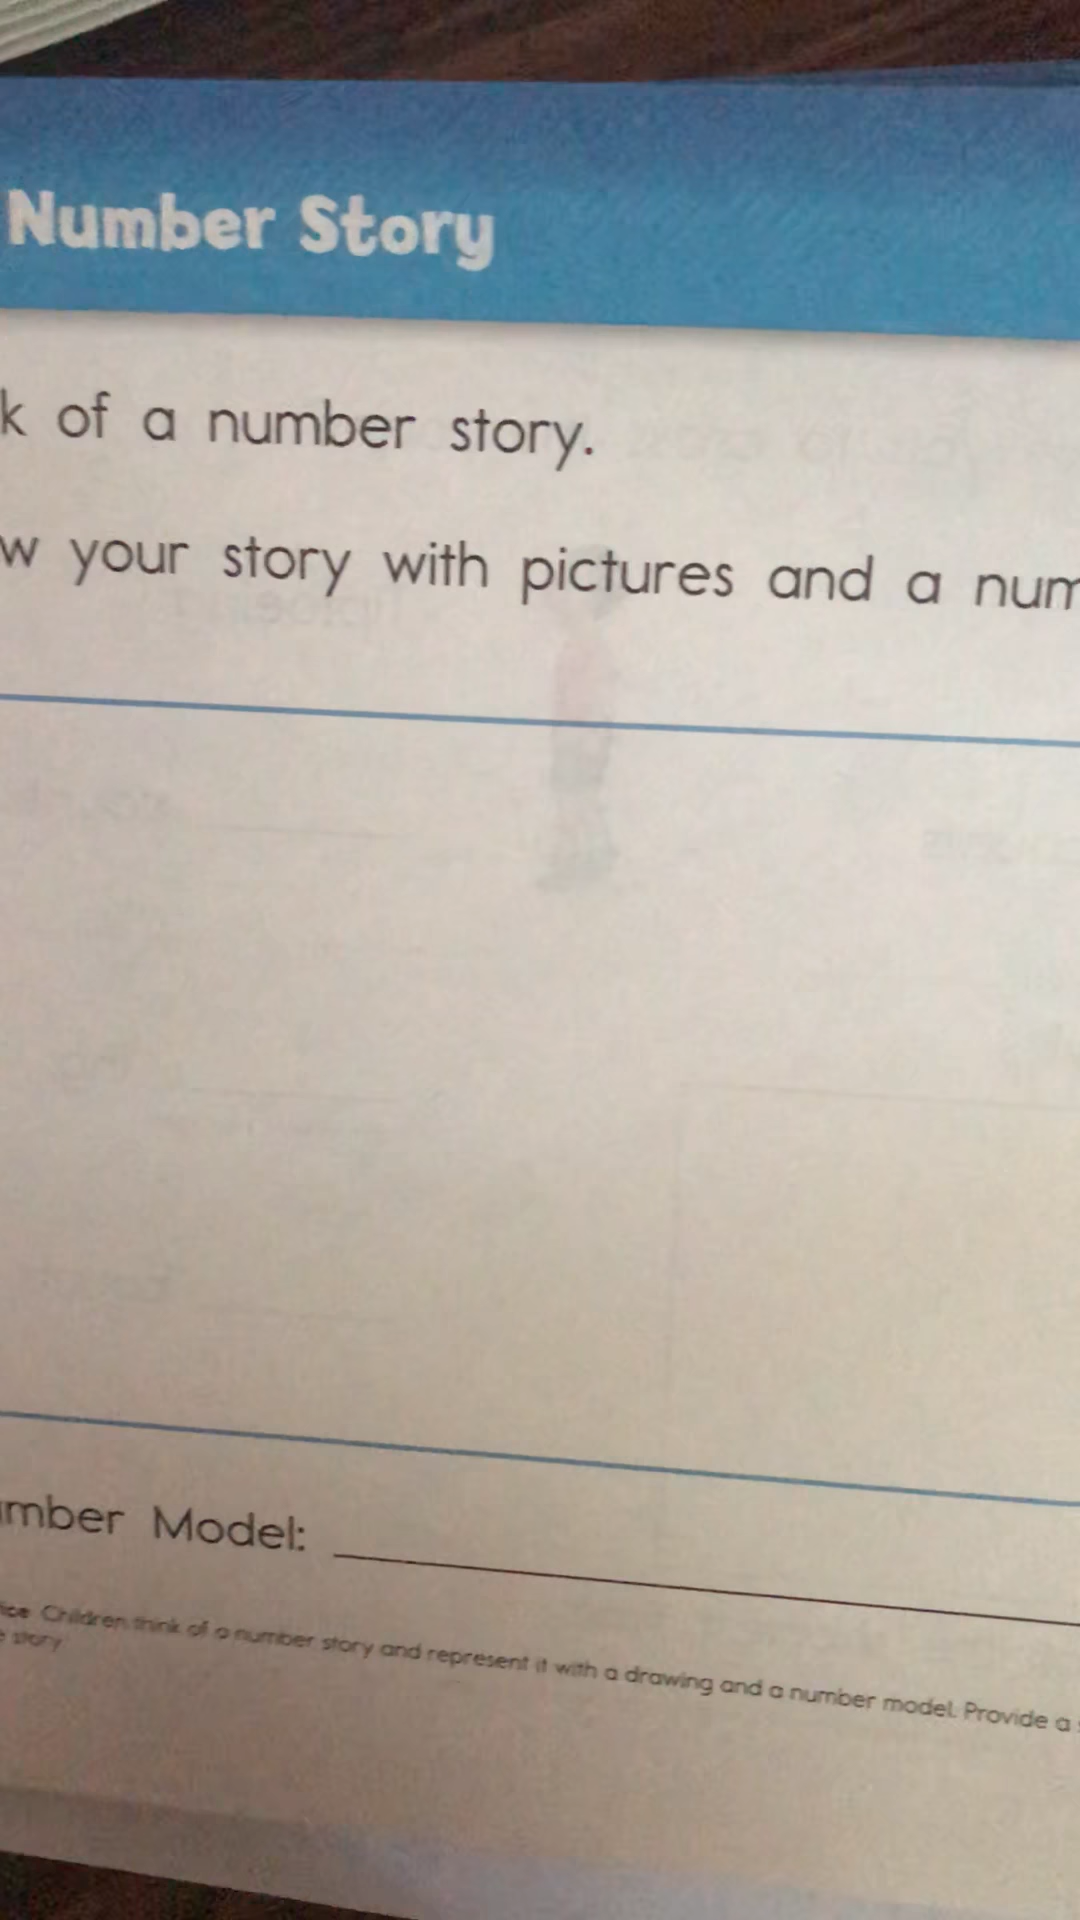 Number Story
k of a number story.
w your story with pictures and a num
mber Model:
Children think of a number story and represent it with a drawing and a number model. Provide a
story